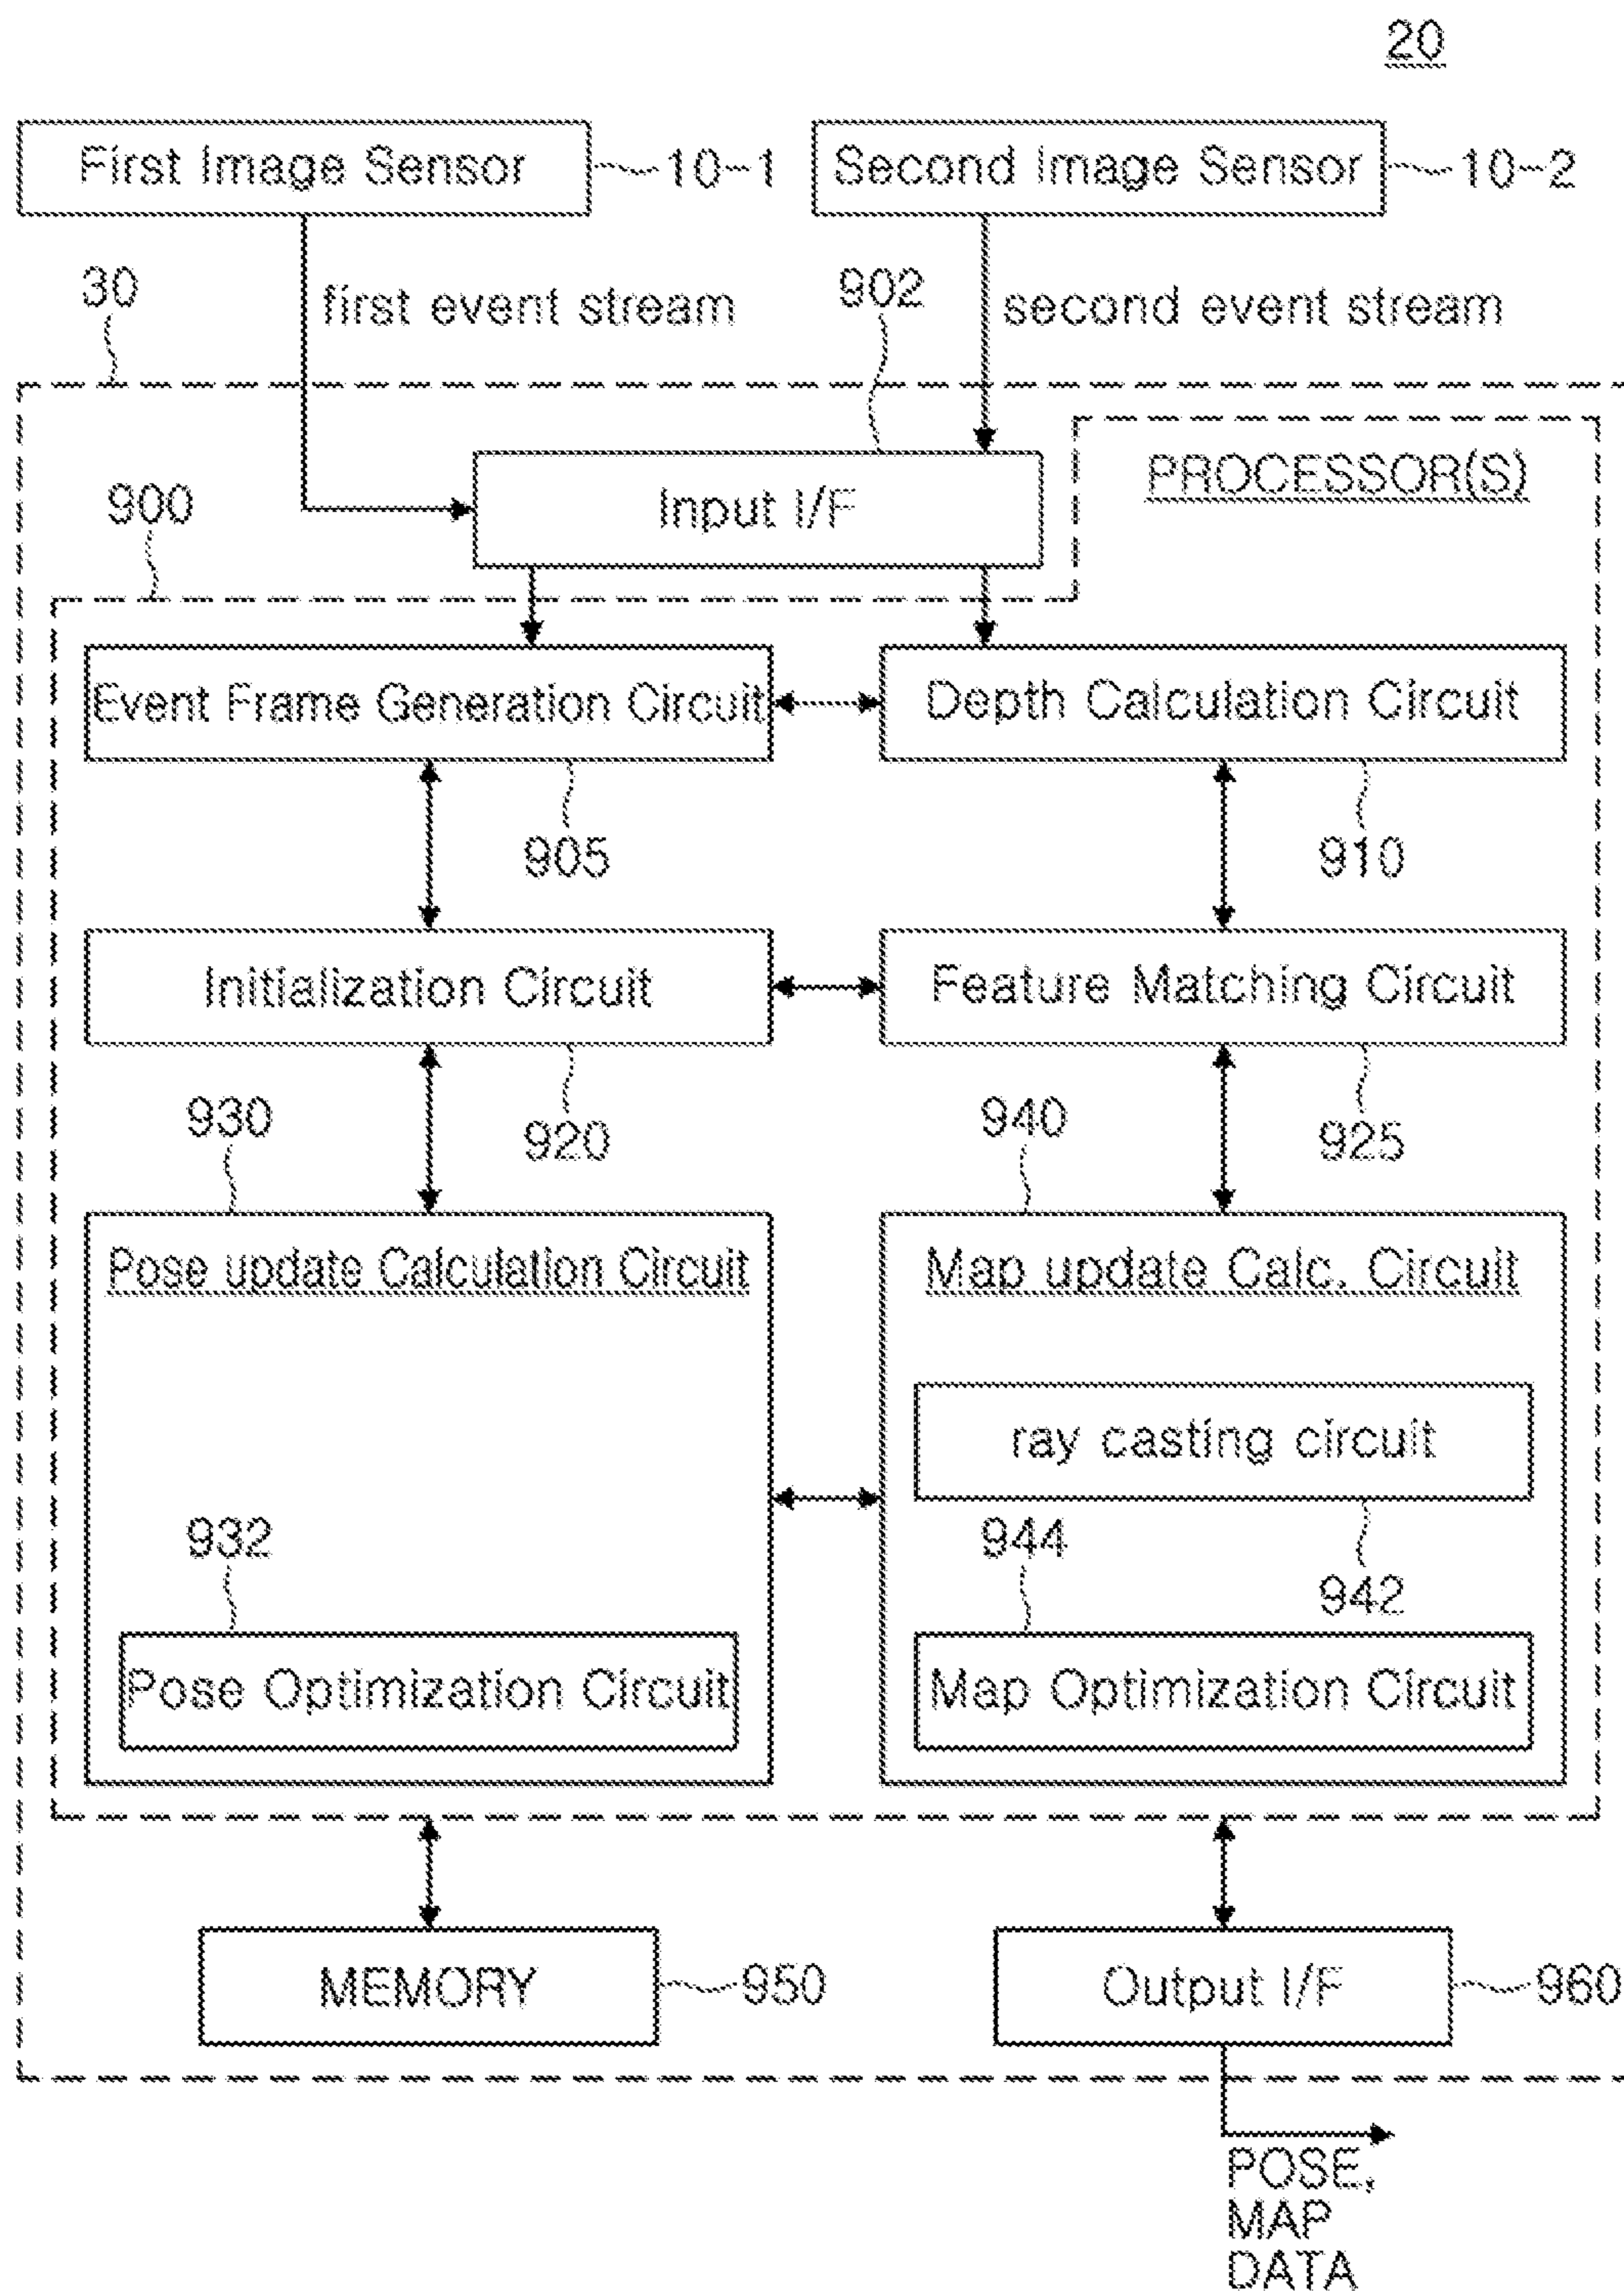 20
First Image Sensor
10-1
Second Image Sensor
10-2
30
first event stream
902
second event stream
PROCESSOR(S)
900
Input I/F
Event Frame Generation Circuit
Depth Calculation Circuit
905
910
Initialization Circuit
Feature Matching Circuit
930
920
940
925
Pose update Calculation Circuit
Map update Calc. Circuit
ray casting circuit
932
944
942
Pose Optimization Circuit
Map Optimization Circuit
MEMORY
950
Output I/F
960
POSE,
MAP
DATA